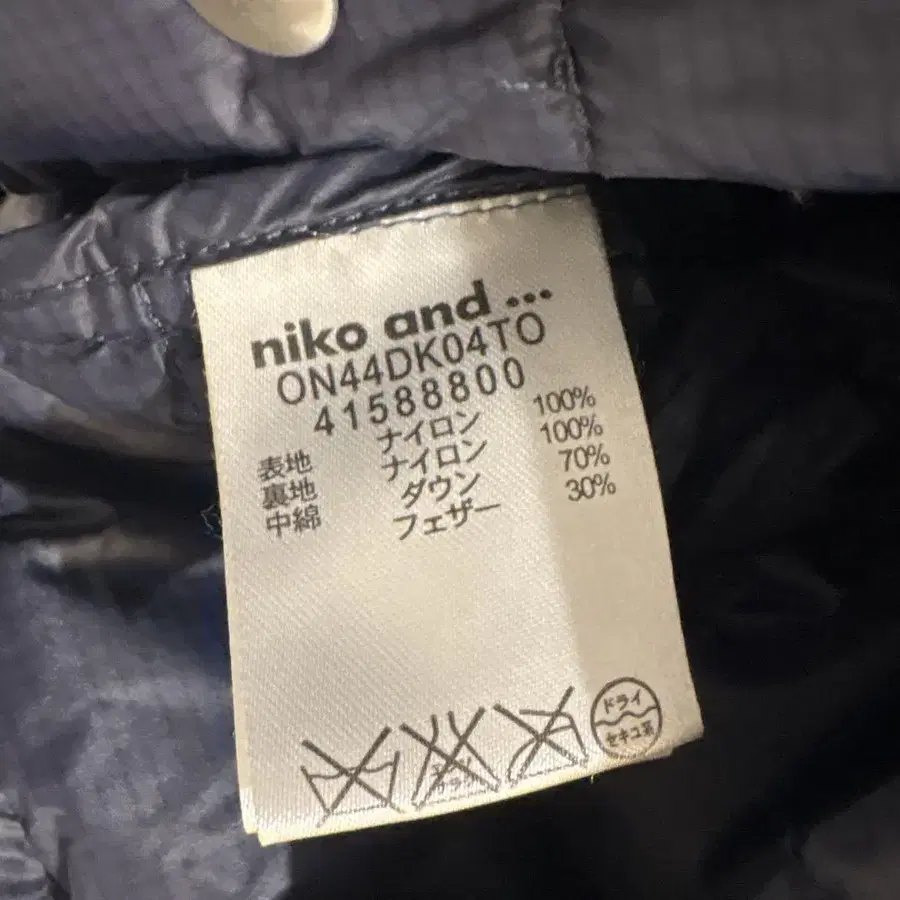 niko and ...
ON44DK04TO
41588800
表地 ナイロン 100%
裏地 ナイロン 100%
中綿 ダウン 70%
フェザー 30%
ドライ
セキユ系